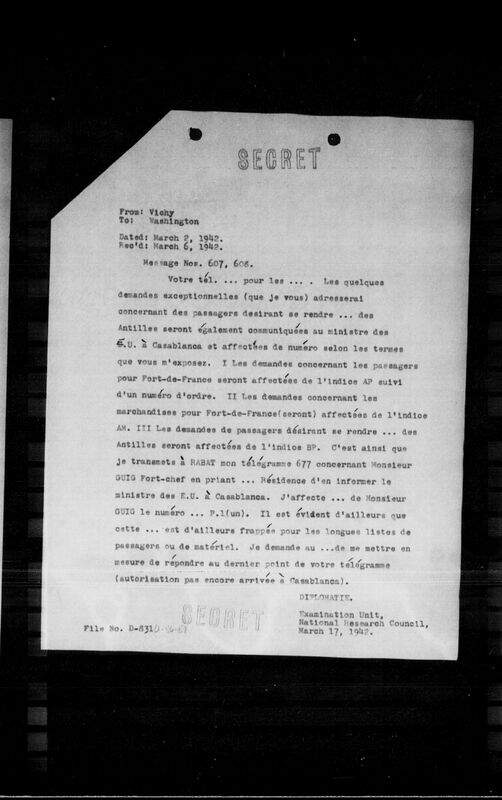 SECRET
From: Vichy
To: Washington
Dated: March 2, 1942.
Rec'd: March 6, 1942.
Message Nos. 607, 608.
Votre tél. ... pour les ... . Les quelques
demandes exceptionnelles (que je vous) adresserai
concernant des passagers desirant se rendre ... des
Antilles seront également communiquées au ministre des
E.U. à Casablanca et affectées de numéro selon les termes
que vous m'exposez. I Les demandes concernant les passagers
pour Fort-de-France seront affectées de l'indice AP suivi
d'un numéro d'ordre. II Les demandes concernant les
marchandises pour Fort-de-France(seront) affectées de l'indice
AM. III Les demandes de passagers désirant se rendre ... des
Antilles seront affectées de l'indice BP. C'est ainsi que
je transmets à RABAT mon télégramme 677 concernant Monsieur
GUIG Fort-chef en priant ... Résidence d'en informer le
ministre des E.U. à Casablanca. J'affecte ... de Monsieur
GUIG le numéro ... P.1(un). Il est évident d'ailleurs que
cette ... est d'ailleurs frappée pour les longues listes de
passagers ou de matériel. Je demande au ...de me mettre en
mesure de répondre au dernier point de votre télégramme
(autorisation pas encore arrivée à Casablanca).
DIPLOMATIE.
SECRET
Examination Unit,
National Research Council,
March 17, 1942.
File No. D-831